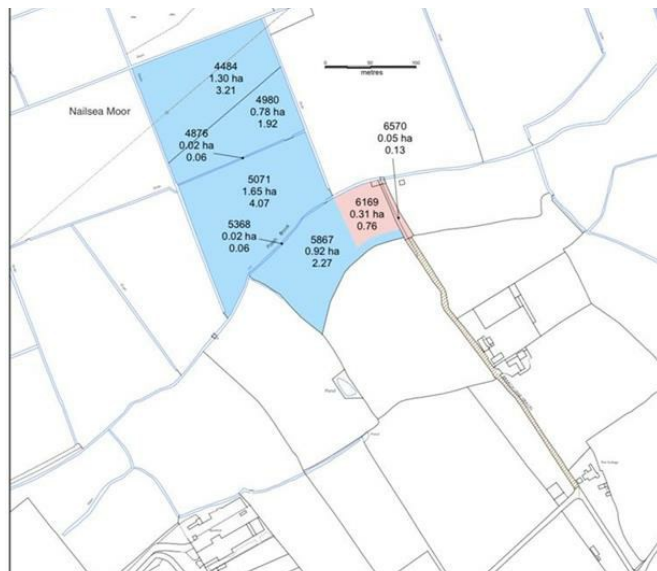 4484
1.30 ha
3.21
Nailsea Moor
4980
0.78 ha
1.92
metres
4876
0.02 ha
0.06
6570
0.05 ha
0.13
5071
1.65 ha
4.07
6169
0.31 ha
0.76
5368
0.02 ha
0.06
5867
0.92 ha
2.27
Pond